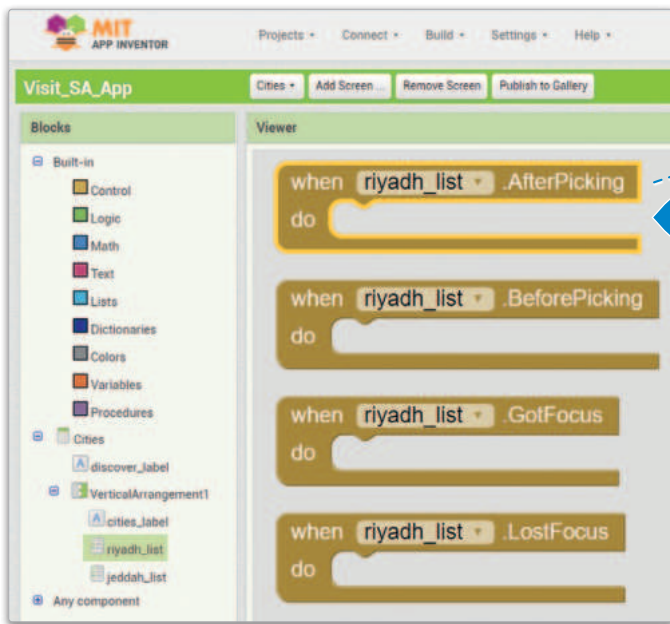 MIT
APP INVENTOR
Projects Connect Build Settings Help
Visit_SA_App
Cities Add Screen ... Remove Screen Publish to Gallery
Blocks
Viewer
Built-in
Control
Logic
Math
Text
Lists
Dictionaries
Colors
Variables
Procedures
Cities
discover_label
VerticalArrangement1
cities_label
riyadh_list
jeddah_list
Any component
when riyadh_list .AfterPicking
do
when riyadh_list .BeforePicking
do
when riyadh_list .GotFocus
do
when riyadh_list .LostFocus
do